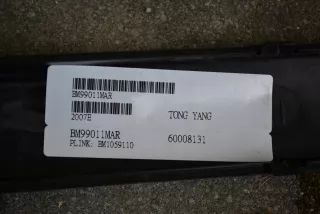 BM99011MAR
2007E TONG YANG
BM99011MAR 60008131
PLINK: BM1059110